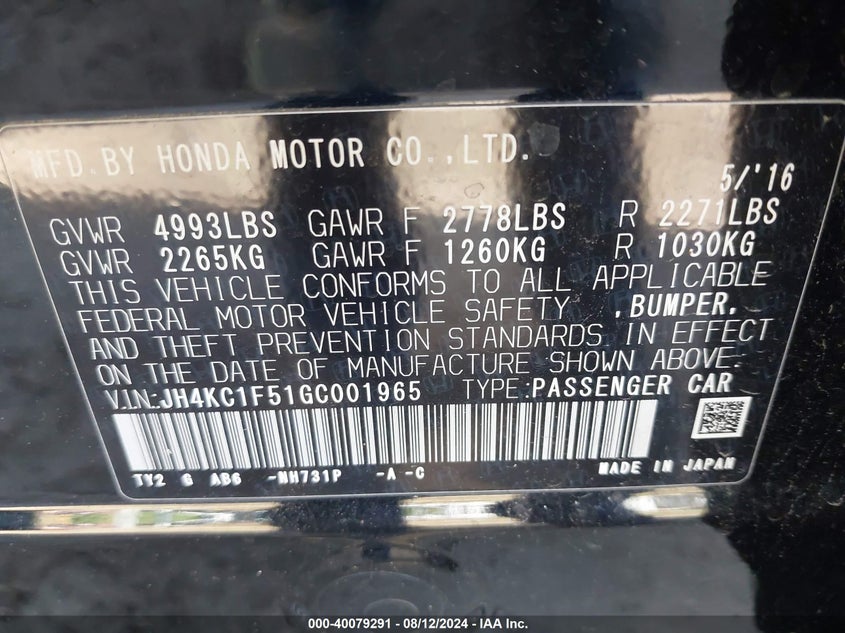 MFD.BY HONDA MOTOR CO.,LTD.
5/'16
GVWR 4993LBS GAWR F 2778LBS R 2271LBS
GVWR 2265KG GAWR F 1260KG R 1030KG
THIS VEHICLE CONFORMS TO ALL APPLICABLE
FEDERAL MOTOR VEHICLE SAFETY ,BUMPER,
AND THEFT PREVENTION STANDARDS IN EFFECT
ON THE DATE OF MANUFACTURE SHOWN ABOVE.
V.I.N:JH4KC1F51GC001965 TYPE:PASSENGER CAR
TY2 G AB6 -NH731P -A -C MADE IN JAPAN
000-40079291 - 08/12/2024 - IAA Inc.